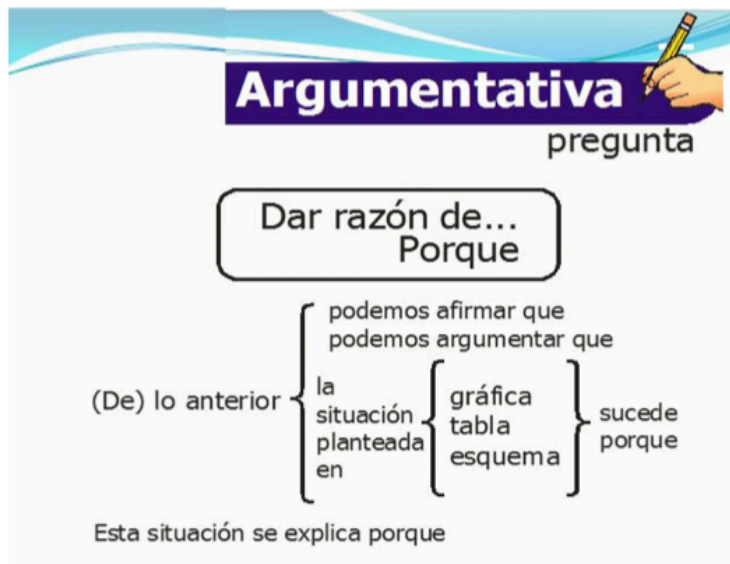 Argumentativa
pregunta
Dar razón de...
Porque
(De) lo anterior
podemos afirmar que
podemos argumentar que
la
situación
planteada
en
gráfica
tabla
esquema
sucede
porque
Esta situación se explica porque